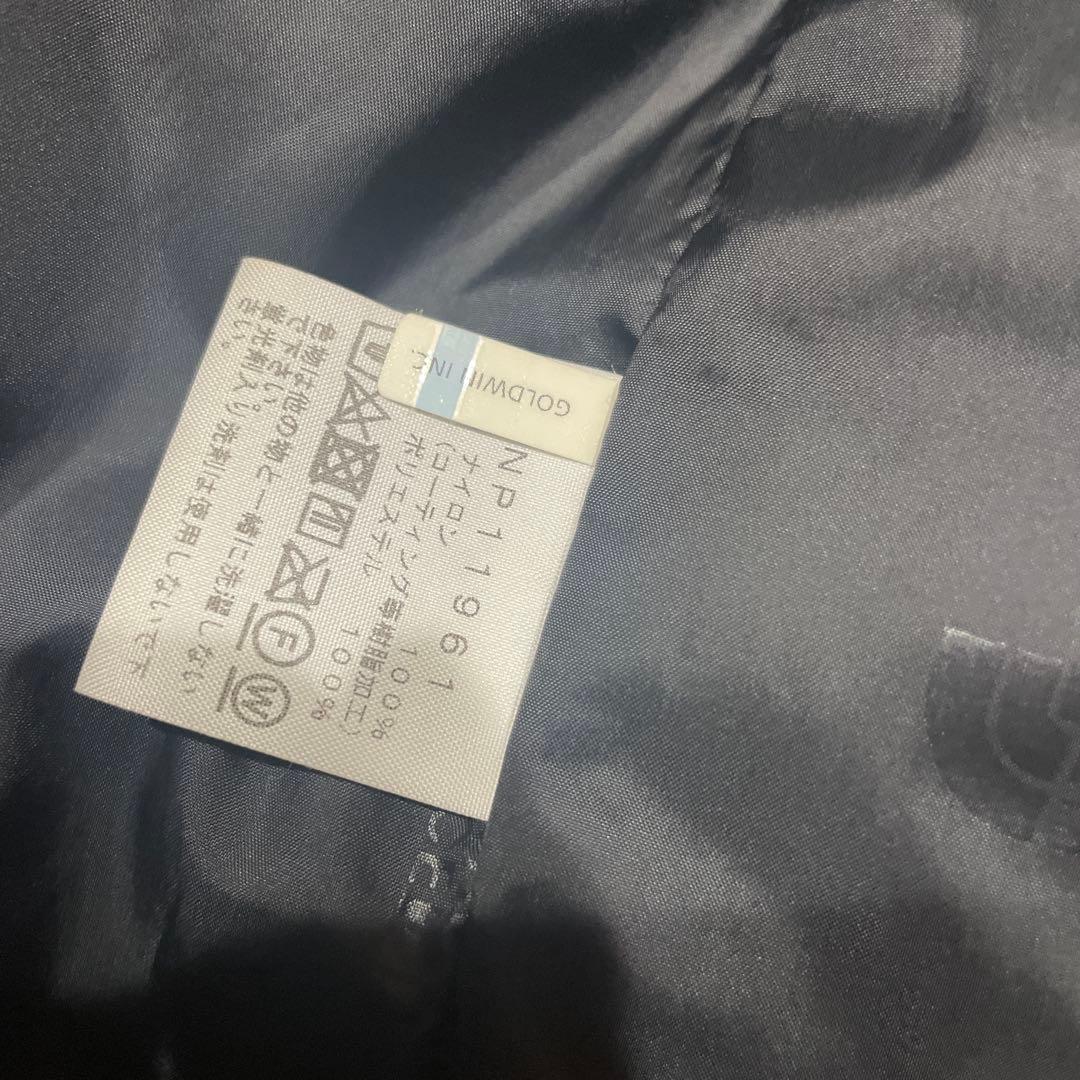 GOLDWIN IN
NP11961
ナイロン 100%
(コーティング等樹脂加工)
ポリエステル 100%
F
W
色物は他の物と一緒に洗濯しない
で下さい。
蛍光剤入り洗剤は使用しないで下
さい。